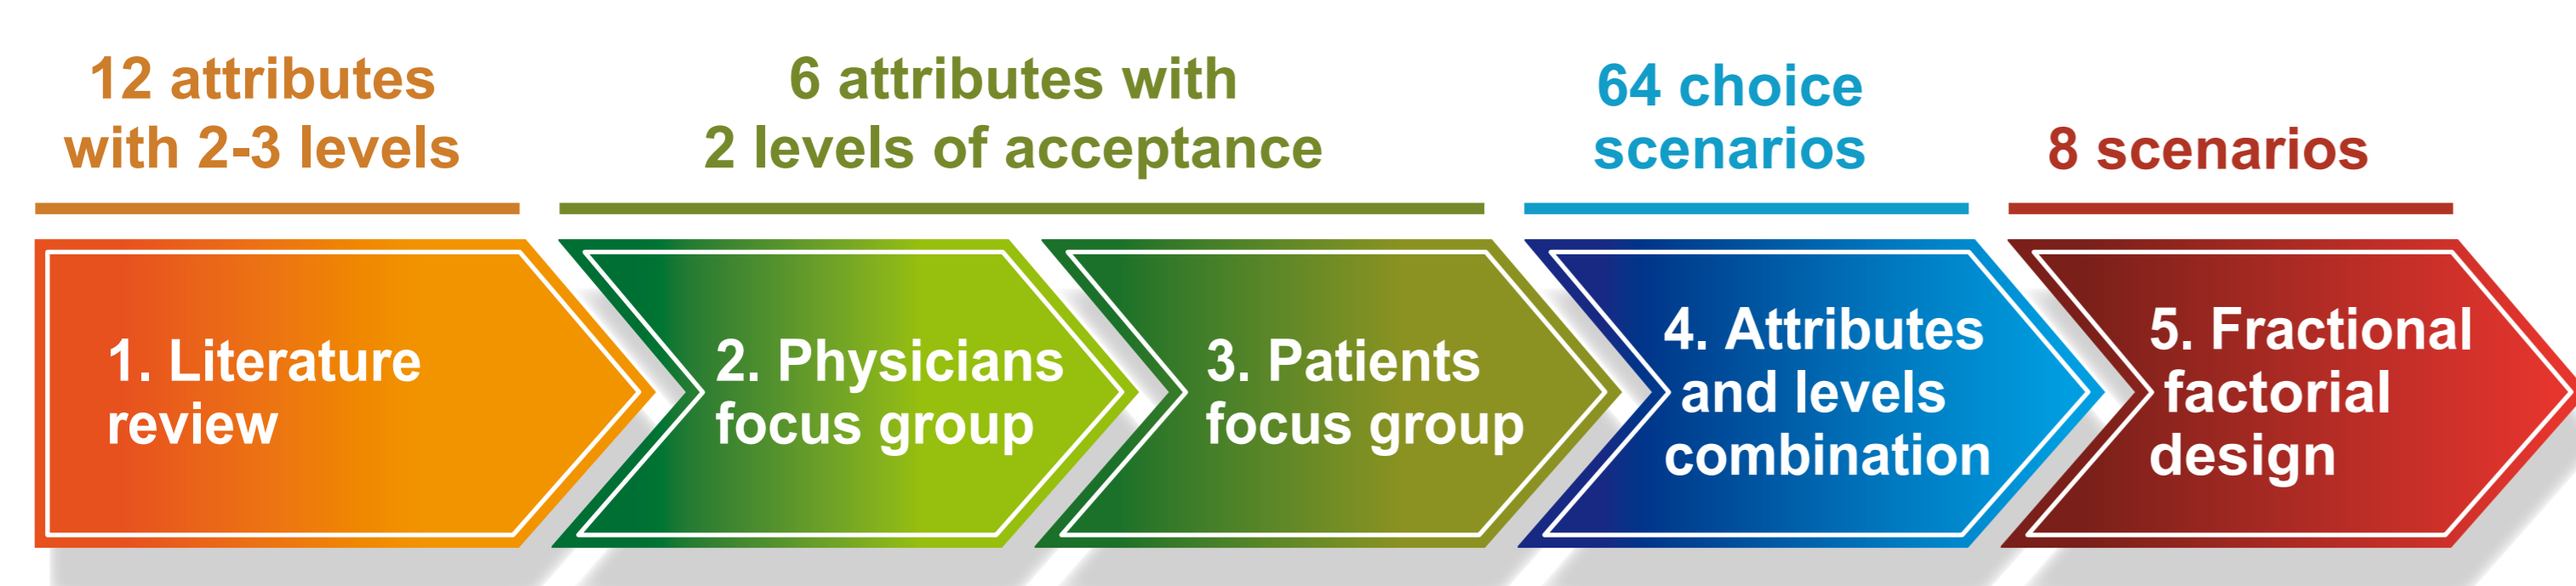 12 attributes
with 2-3 levels
6 attributes with
2 levels of acceptance
64 choice
scenarios
8 scenarios
1. Literature
review
2. Physicians
focus group
3. Patients
focus group
4. Attributes
and levels
combination
5. Fractional
factorial
design